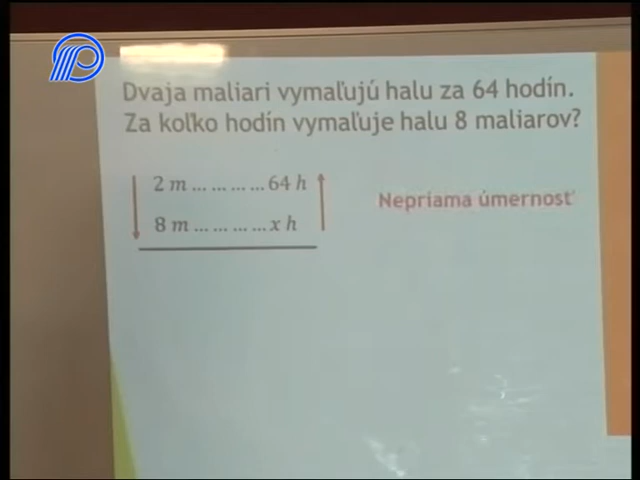 Dvaja maliari vymaľujú halu za 64 hodín.
Za koľko hodín vymaľuje halu 8 maliarov?
2 m ... ... ... ... 64 h
8 m ... ... ... ... x h
Nepriama úmernosť